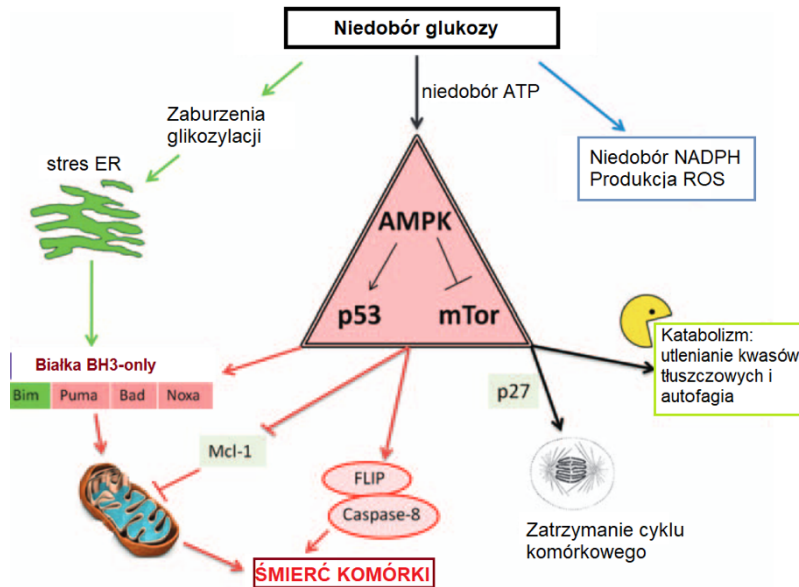 Niedobór glukozy
niedobór ATP
Zaburzenia
glikozylacji
stres ER
Niedobór NADPH
Produkcja ROS
AMPK
p53
mTor
Katabolizm:
utlenianie kwasów
tłuszczowych i
autofagia
Białka BH3-only
Bim Puma Bad Noxa
p27
Mcl-1
FLIP
Caspase-8
Zatrzymanie cyklu
komórkowego
ŚMIERĆ KOMÓRKI